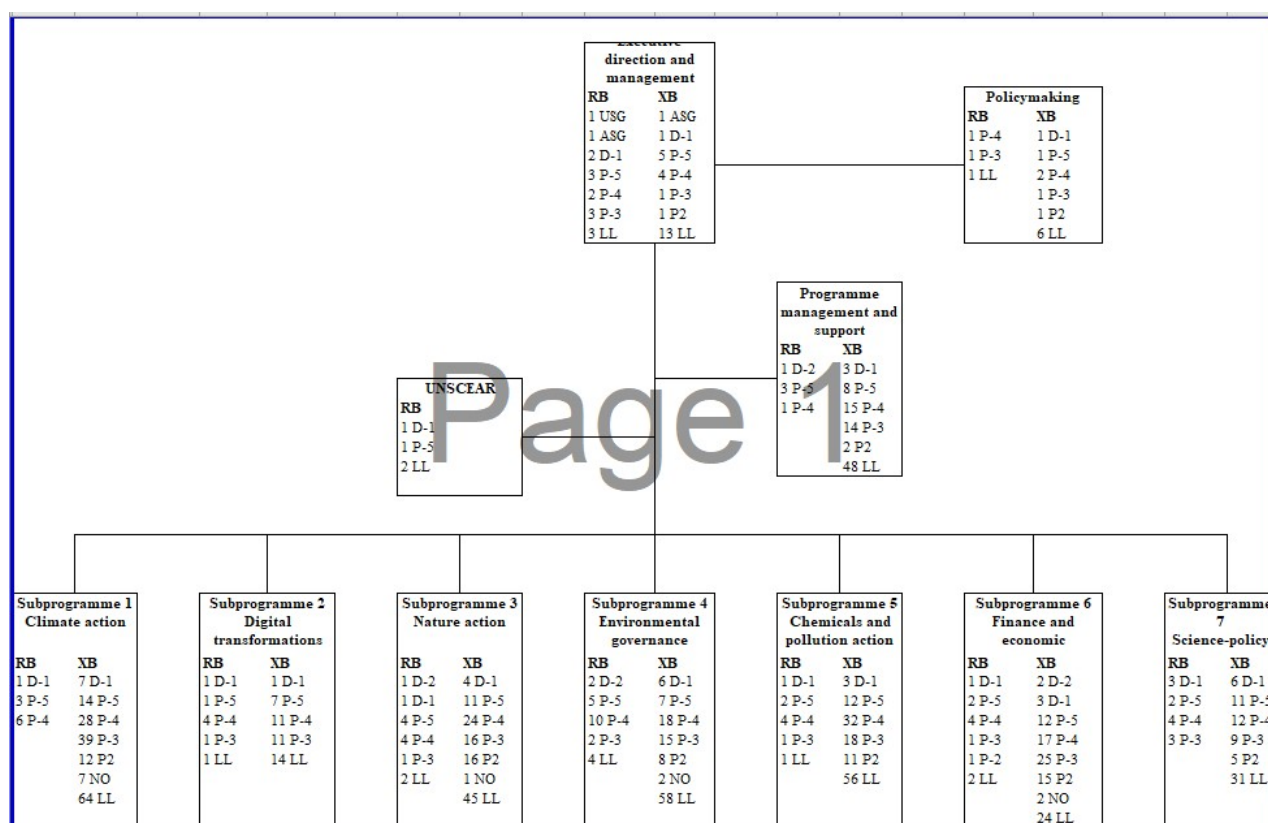 Executive
direction and
management
RB XB
1 USG 1 ASG
1 ASG 1 D-1
2 D-1 5 P-5
3 P-5 4 P-4
2 P-4 1 P-3
3 P-3 1 P2
3 LL 13 LL
Policymaking
RB XB
1 P-4 1 D-1
1 P-3 1 P-5
1 LL 2 P-4
1 P-3
1 P2
6 LL
Programme
management and
support
RB XB
1 D-2 3 D-1
3 P-5 8 P-5
1 P-4 15 P-4
14 P-3
2 P2
48 LL
UNSCEAR
RB
1 D-1
1 P-5
2 LL
Page 1
Subprogramme 1
Climate action
RB XB
1 D-1 7 D-1
3 P-5 14 P-5
6 P-4 28 P-4
39 P-3
12 P2
7 NO
64 LL
Subprogramme 2
Digital
transformations
RB XB
1 D-1 1 D-1
1 P-5 7 P-5
4 P-4 11 P-4
1 P-3 11 P-3
1 LL 14 LL
Subprogramme 3
Nature action
RB XB
1 D-2 4 D-1
1 D-1 11 P-5
4 P-5 24 P-4
4 P-4 16 P-3
1 P-3 16 P2
2 LL 1 NO
45 LL
Subprogramme 4
Environmental
governance
RB XB
2 D-2 6 D-1
5 P-5 7 P-5
10 P-4 18 P-4
2 P-3 15 P-3
4 LL 8 P2
2 NO
58 LL
Subprogramme 5
Chemicals and
pollution action
RB XB
1 D-1 3 D-1
2 P-5 12 P-5
4 P-4 32 P-4
1 P-3 18 P-3
1 LL 11 P2
56 LL
Subprogramme 6
Finance and
economic
RB XB
1 D-1 2 D-2
2 P-5 3 D-1
4 P-4 12 P-5
1 P-3 17 P-4
1 P-2 25 P-3
2 LL 15 P2
2 NO
24 LL
Subprogramme
7
Science-policy
RB XB
3 D-1 6 D-1
2 P-5 11 P-5
4 P-4 12 P-4
3 P-3 9 P-3
5 P2
31 LL